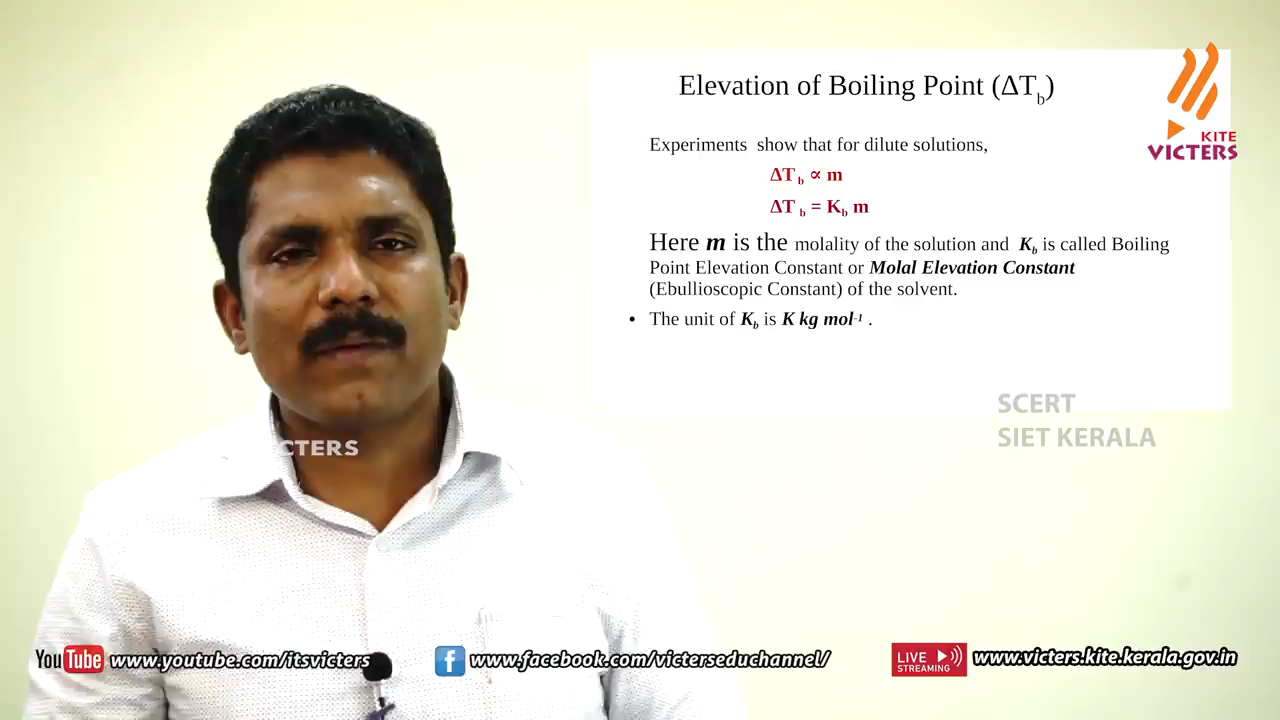 Elevation of Boiling Point (ΔTb)
KITE
VICTERS
Experiments show that for dilute solutions,
ΔT b ∝ m
ΔT b = Kb m
Here m is the molality of the solution and Kb is called Boiling
Point Elevation Constant or Molal Elevation Constant
(Ebullioscopic Constant) of the solvent.
• The unit of Kb is K kg mol-1 .
SCERT
SIET KERALA
CTERS
YouTube www.youtube.com/itsvicters
f www.facebook.com/victerseduchannel/
LIVE
STREAMING
www.victers.kite.kerala.gov.in